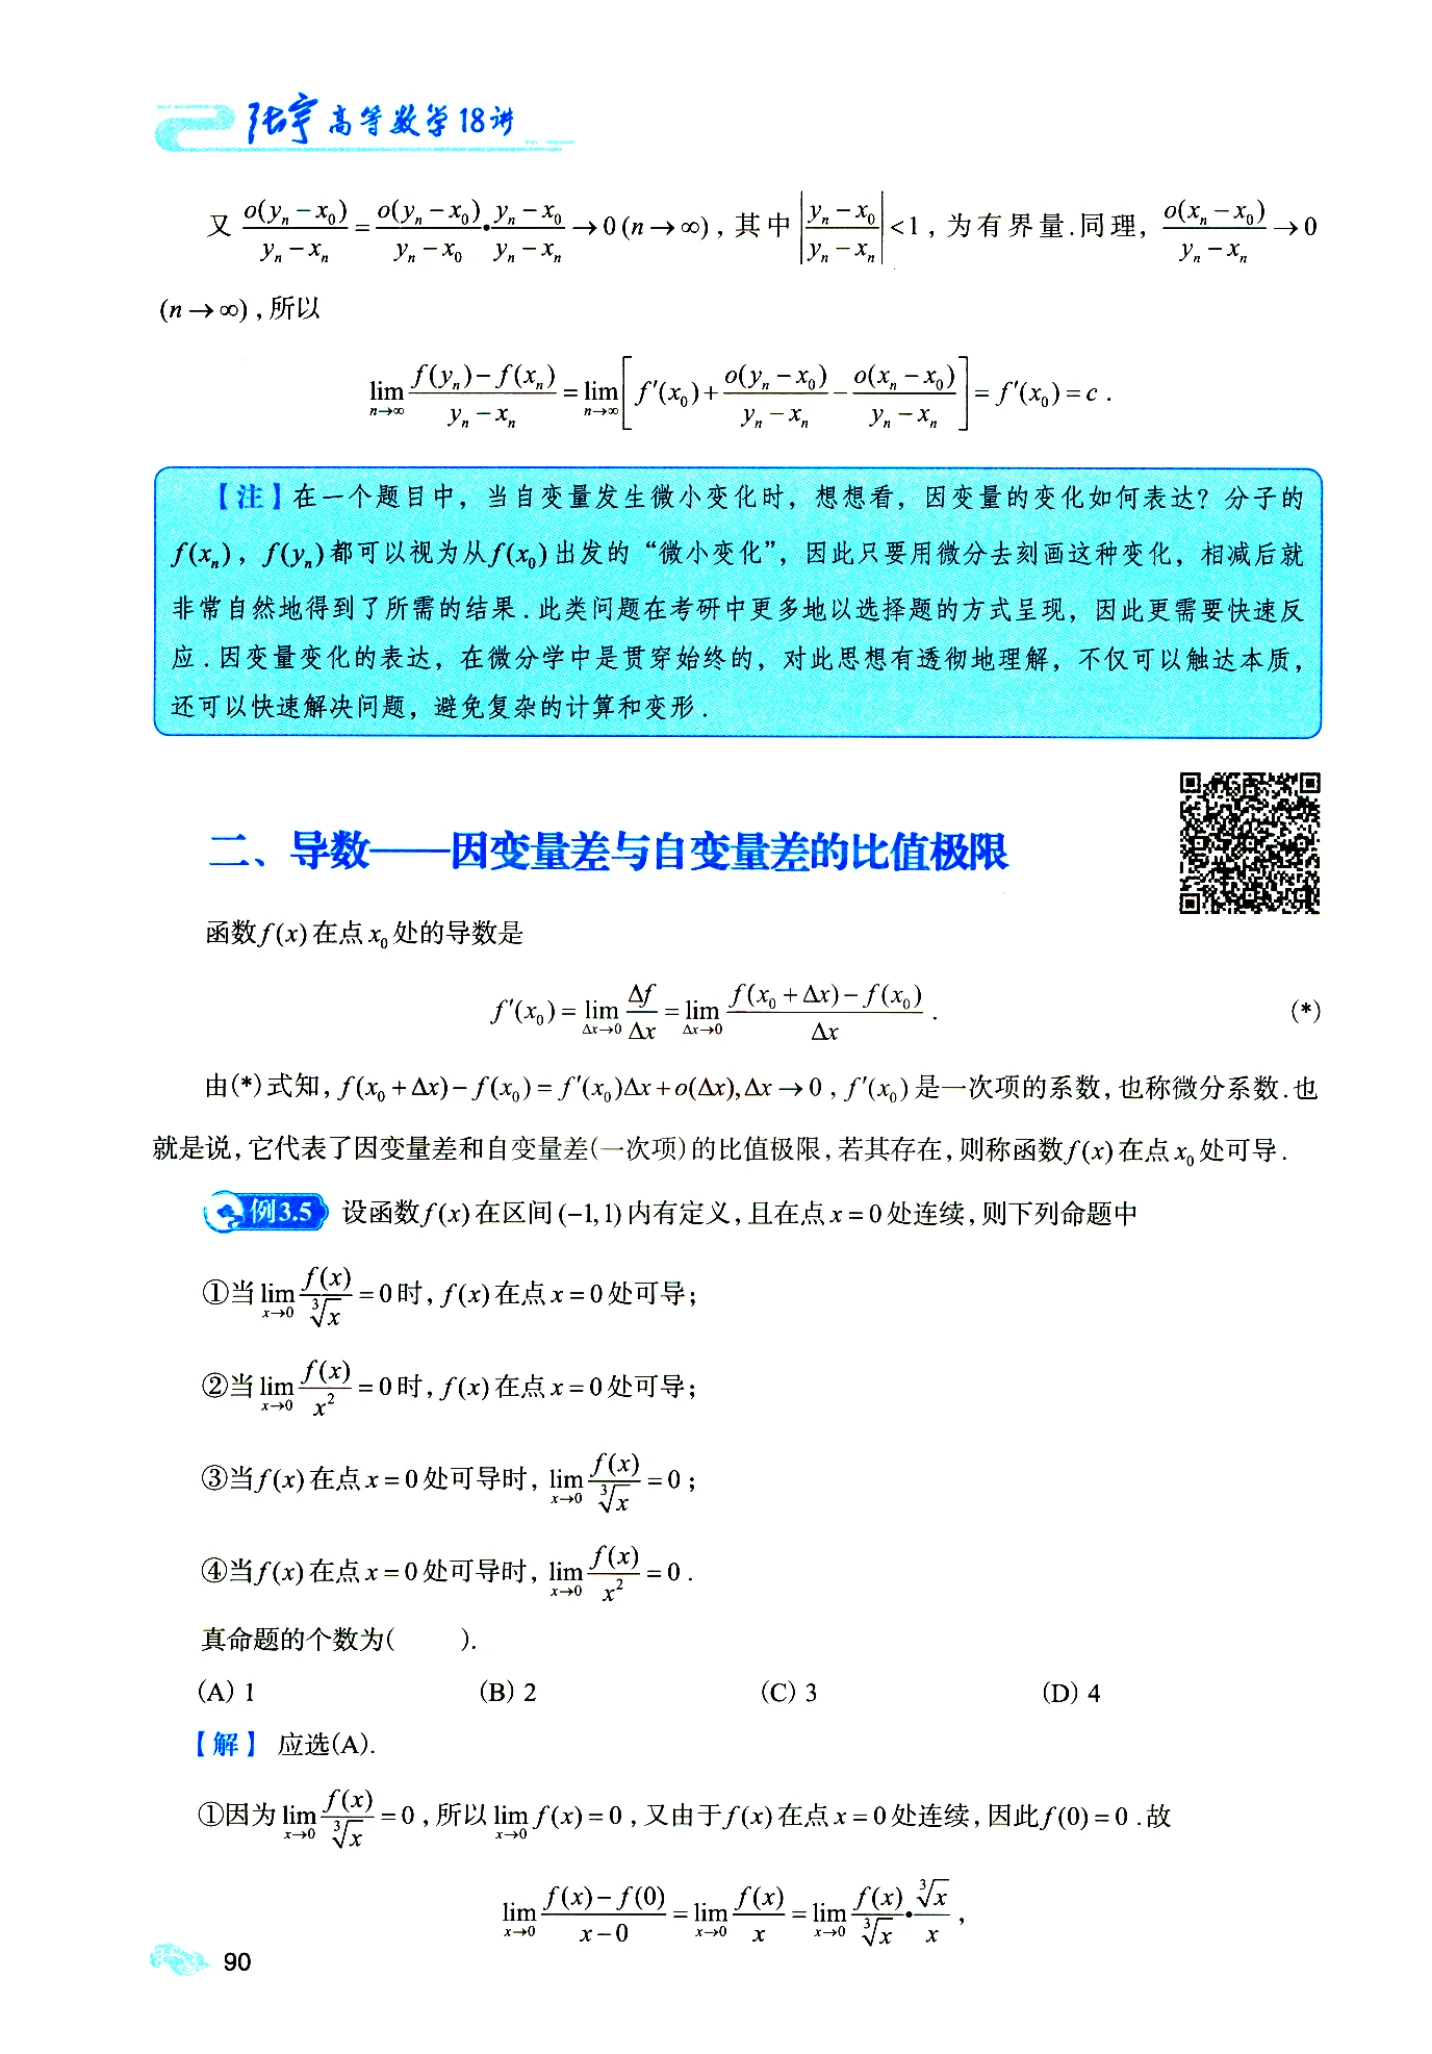 张宇高等数学18讲
又 $\frac{o(y_n-x_0)}{y_n-x_n}=\frac{o(y_n-x_0)}{y_n-x_0}\cdot\frac{y_n-x_0}{y_n-x_n}\to 0\,(n\to\infty)$，其中 $\left|\frac{y_n-x_0}{y_n-x_n}\right|<1$，为有界量.同理，$\frac{o(x_n-x_0)}{y_n-x_n}\to 0$
$(n\to\infty)$，所以
$\lim\limits_{n\to\infty}\frac{f(y_n)-f(x_n)}{y_n-x_n}=\lim\limits_{n\to\infty}\left[f'(x_0)+\frac{o(y_n-x_0)}{y_n-x_n}-\frac{o(x_n-x_0)}{y_n-x_n}\right]=f'(x_0)=c.$
【注】在一个题目中，当自变量发生微小变化时，想想看，因变量的变化如何表达？分子的
$f(x_n)$，$f(y_n)$都可以视为从$f(x_0)$出发的“微小变化”，因此只要用微分去刻画这种变化，相减后就
非常自然地得到了所需的结果.此类问题在考研中更多地以选择题的方式呈现，因此更需要快速反
应.因变量变化的表达，在微分学中是贯穿始终的，对此思想有透彻地理解，不仅可以触达本质，
还可以快速解决问题，避免复杂的计算和变形.
二、导数——因变量差与自变量差的比值极限
函数$f(x)$在点$x_0$处的导数是
$f'(x_0)=\lim\limits_{\Delta x\to 0}\frac{\Delta f}{\Delta x}=\lim\limits_{\Delta x\to 0}\frac{f(x_0+\Delta x)-f(x_0)}{\Delta x}.$ (*)
由(*)式知，$f(x_0+\Delta x)-f(x_0)=f'(x_0)\Delta x+o(\Delta x),\Delta x\to 0$，$f'(x_0)$是一次项的系数，也称微分系数.也
就是说，它代表了因变量差和自变量差(一次项)的比值极限，若其存在，则称函数$f(x)$在点$x_0$处可导.
例3.5 设函数$f(x)$在区间$(-1,1)$内有定义，且在点$x=0$处连续，则下列命题中
①当$\lim\limits_{x\to 0}\frac{f(x)}{\sqrt[3]{x}}=0$时，$f(x)$在点$x=0$处可导；
②当$\lim\limits_{x\to 0}\frac{f(x)}{x^2}=0$时，$f(x)$在点$x=0$处可导；
③当$f(x)$在点$x=0$处可导时，$\lim\limits_{x\to 0}\frac{f(x)}{\sqrt[3]{x}}=0$；
④当$f(x)$在点$x=0$处可导时，$\lim\limits_{x\to 0}\frac{f(x)}{x^2}=0$.
真命题的个数为( ).
(A) 1 (B) 2 (C) 3 (D) 4
【解】 应选(A).
①因为$\lim\limits_{x\to 0}\frac{f(x)}{\sqrt[3]{x}}=0$，所以$\lim\limits_{x\to 0}f(x)=0$，又由于$f(x)$在点$x=0$处连续，因此$f(0)=0$.故
$\lim\limits_{x\to 0}\frac{f(x)-f(0)}{x-0}=\lim\limits_{x\to 0}\frac{f(x)}{x}=\lim\limits_{x\to 0}\frac{f(x)}{\sqrt[3]{x}}\cdot\frac{\sqrt[3]{x}}{x}$，
90